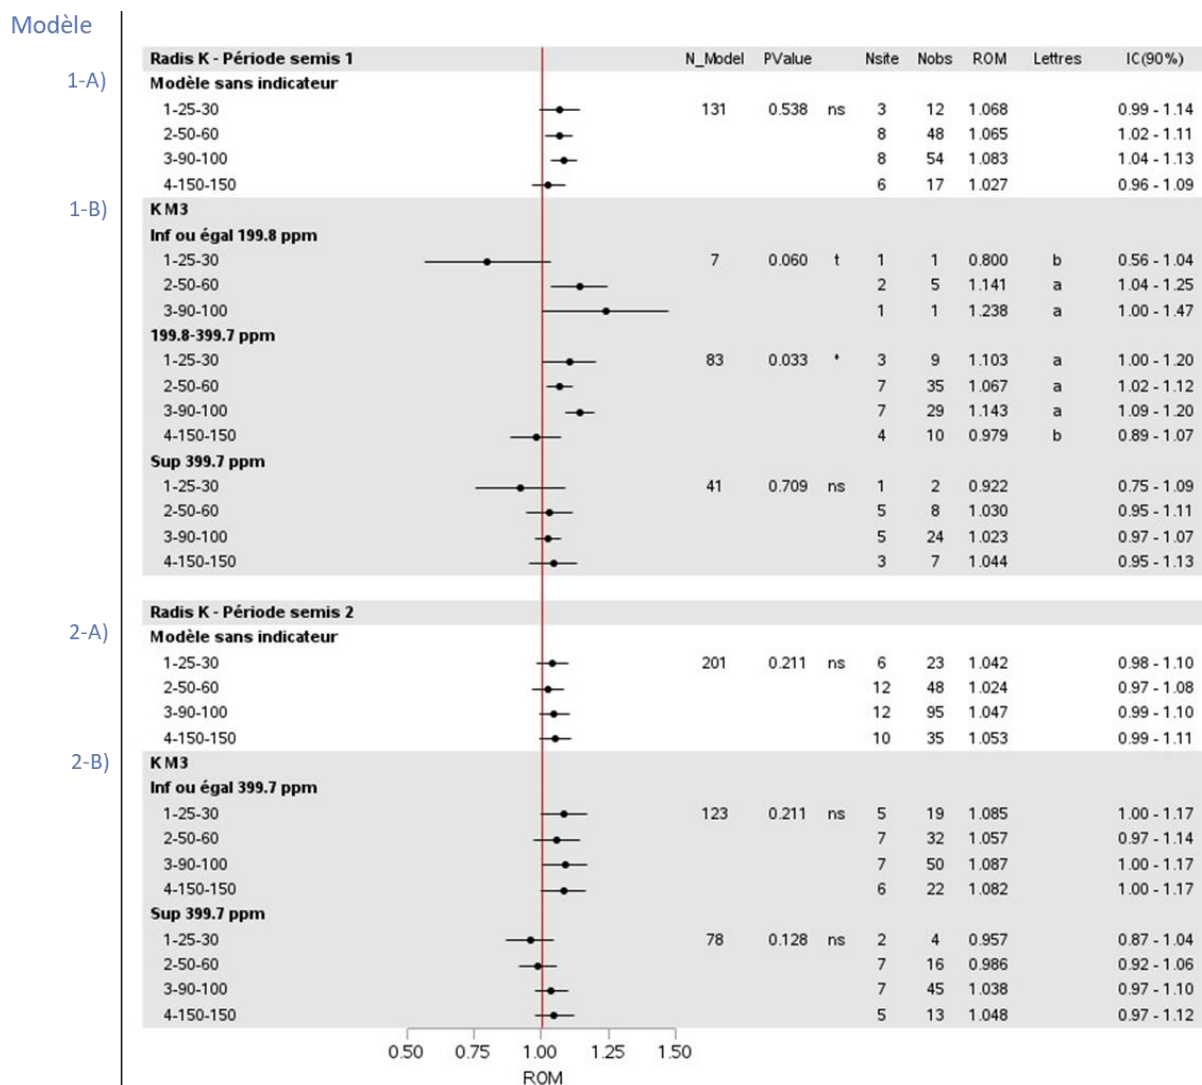 Modèle
Radis K - Période semis 1 N_Model PValue Nsite Nobs ROM Lettres IC(90%)
1-A) Modèle sans indicateur
1-25-30 131 0.538 ns 3 12 1.068 0.99 - 1.14
2-50-60 8 48 1.065 1.02 - 1.11
3-90-100 8 54 1.083 1.04 - 1.13
4-150-150 6 17 1.027 0.96 - 1.09
1-B) K M3
Inf ou égal 199.8 ppm
1-25-30 7 0.060 t 1 1 0.800 b 0.56 - 1.04
2-50-60 2 5 1.141 a 1.04 - 1.25
3-90-100 1 1 1.238 a 1.00 - 1.47
199.8-399.7 ppm
1-25-30 83 0.033 * 3 9 1.103 a 1.00 - 1.20
2-50-60 7 35 1.067 a 1.02 - 1.12
3-90-100 7 29 1.143 a 1.09 - 1.20
4-150-150 4 10 0.979 b 0.89 - 1.07
Sup 399.7 ppm
1-25-30 41 0.709 ns 1 2 0.922 0.75 - 1.09
2-50-60 5 8 1.030 0.95 - 1.11
3-90-100 5 24 1.023 0.97 - 1.07
4-150-150 3 7 1.044 0.95 - 1.13
Radis K - Période semis 2
2-A) Modèle sans indicateur
1-25-30 201 0.211 ns 6 23 1.042 0.98 - 1.10
2-50-60 12 48 1.024 0.97 - 1.08
3-90-100 12 95 1.047 0.99 - 1.10
4-150-150 10 35 1.053 0.99 - 1.11
2-B) K M3
Inf ou égal 399.7 ppm
1-25-30 123 0.211 ns 5 19 1.085 1.00 - 1.17
2-50-60 7 32 1.057 0.97 - 1.14
3-90-100 7 50 1.087 1.00 - 1.17
4-150-150 6 22 1.082 1.00 - 1.17
Sup 399.7 ppm
1-25-30 78 0.128 ns 2 4 0.957 0.87 - 1.04
2-50-60 7 16 0.986 0.92 - 1.06
3-90-100 7 45 1.038 0.97 - 1.10
4-150-150 5 13 1.048 0.97 - 1.12
0.50 0.75 1.00 1.25 1.50
ROM